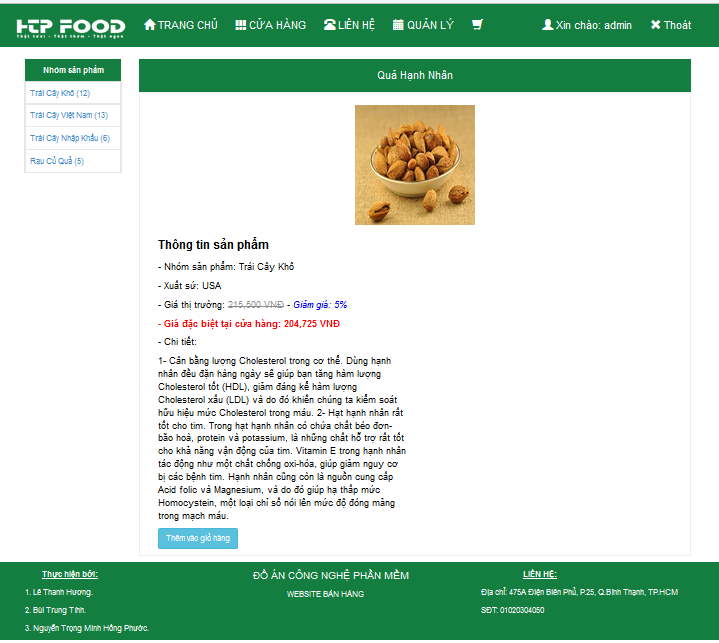 HTP FOOD
Thật tươi - Thật thơm - Thật ngon
TRANG CHỦ
CỬA HÀNG
LIÊN HỆ
QUẢN LÝ
Xin chào: admin
Thoát
Nhóm sản phẩm
Trái Cây Khô (12)
Trái Cây Việt Nam (13)
Trái Cây Nhập Khẩu (6)
Rau Củ Quả (5)
Quả Hạnh Nhân
Thông tin sản phẩm
- Nhóm sản phẩm: Trái Cây Khô
- Xuất sứ: USA
- Giá thị trường: 215,500 VNĐ - Giảm giá: 5%
- Giá đặc biệt tại cửa hàng: 204,725 VNĐ
- Chi tiết:
1- Cân bằng lượng Cholesterol trong cơ thể. Dùng hạnh
nhân đều đặn hàng ngày sẽ giúp bạn tăng hàm lượng
Cholesterol tốt (HDL), giảm đáng kể hàm lượng
Cholesterol xấu (LDL) và do đó khiến chúng ta kiểm soát
hữu hiệu mức Cholesterol trong máu. 2- Hạt hạnh nhân rất
tốt cho tim. Trong hạt hạnh nhân có chứa chất béo đơn-
bão hoà, protein và potassium, là những chất hỗ trợ rất tốt
cho khả năng vận động của tim. Vitamin E trong hạnh nhân
tác động như một chất chống oxi-hóa, giúp giảm nguy cơ
bị các bệnh tim. Hạnh nhân cũng còn là nguồn cung cấp
Acid folic và Magnesium, và do đó giúp hạ thấp mức
Homocystein, một loại chỉ số nói lên mức độ đóng mảng
trong mạch máu.
Thêm vào giỏ hàng
Thực hiện bởi:
1. Lê Thanh Hương.
2. Bùi Trung Tính.
3. Nguyễn Trọng Minh Hồng Phước.
ĐỒ ÁN CÔNG NGHỆ PHẦN MỀM
WEBSITE BÁN HÀNG
LIÊN HỆ:
Địa chỉ: 475A Điện Biên Phủ, P.25, Q.Bình Thạnh, TP.HCM
SĐT: 01020304050